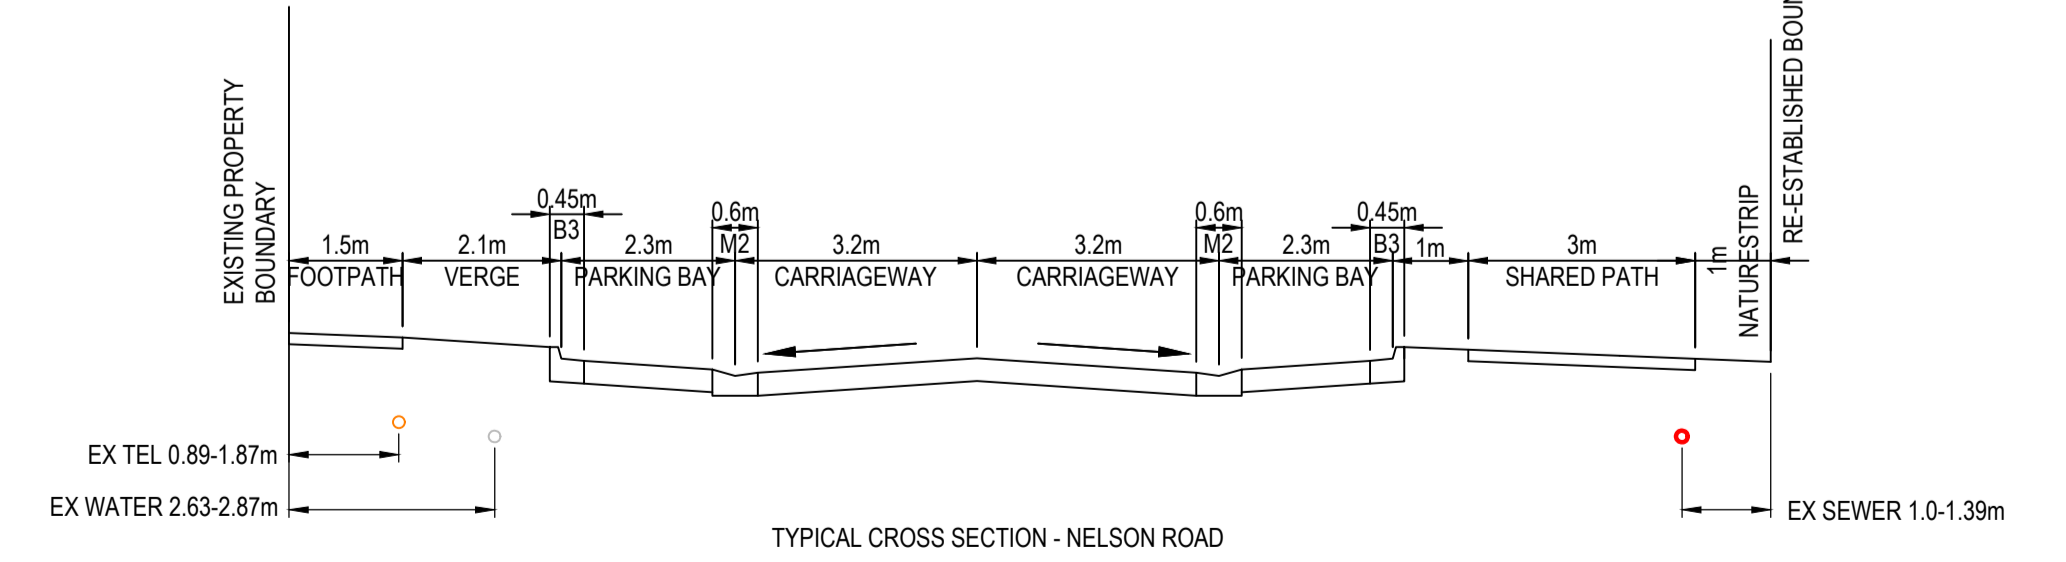 EXISTING PROPERTY
BOUNDARY
0.45m
B3
0.6m
M2
0.6m
M2
0.45m
B3
1.5m
2.1m
2.3m
3.2m
3.2m
2.3m
1m
3m
1m
FOOTPATH
VERGE
PARKING BAY
CARRIAGEWAY
CARRIAGEWAY
PARKING BAY
SHARED PATH
NATURESTRIP
RE-ESTABLISHED
EX TEL 0.89-1.87m
EX WATER 2.63-2.87m
EX SEWER 1.0-1.39m
TYPICAL CROSS SECTION - NELSON ROAD